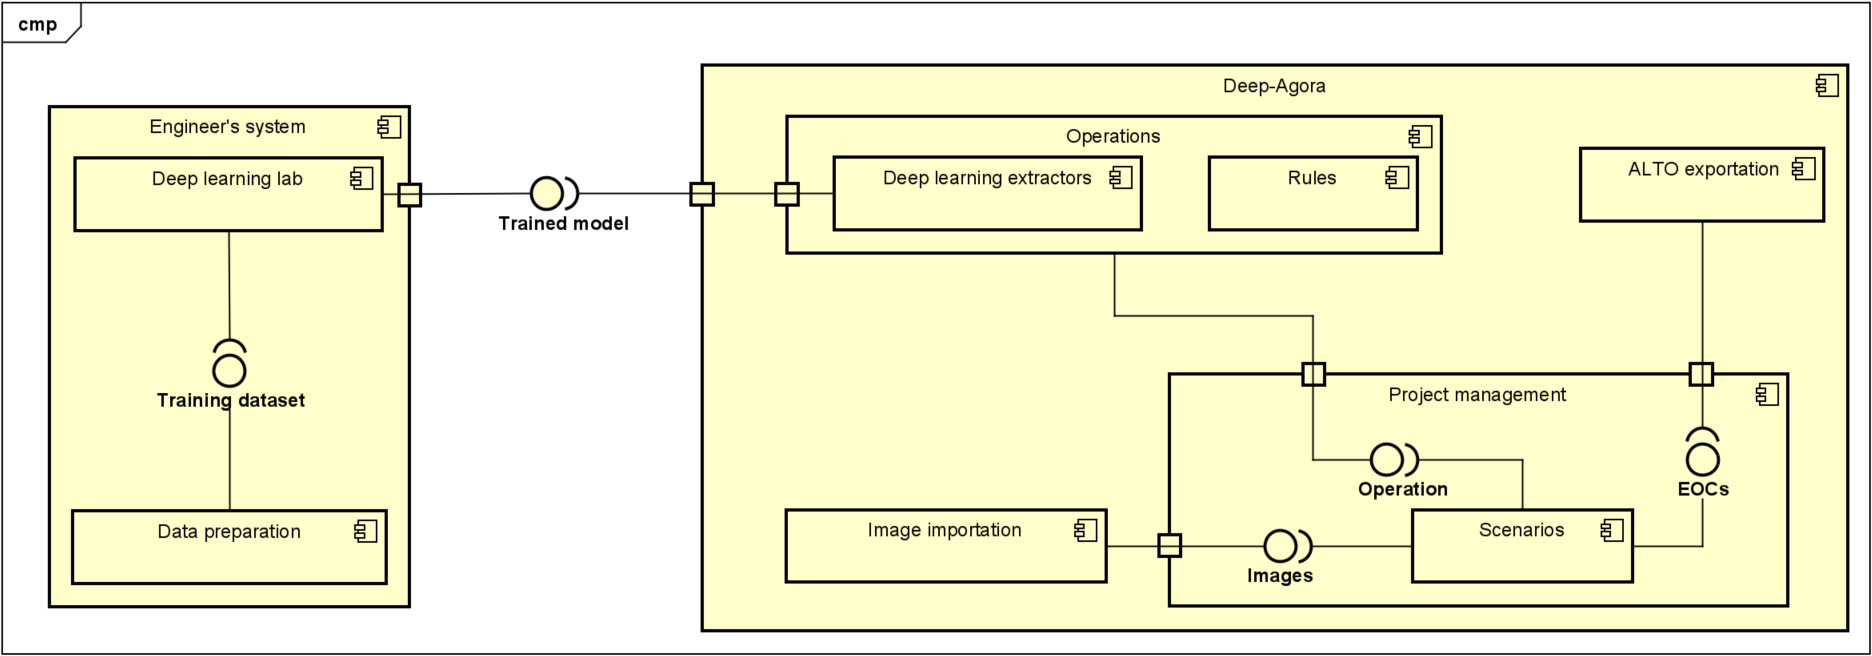 cmp
Engineer's system
Deep learning lab
Training dataset
Data preparation
Trained model
Deep-Agora
Operations
Deep learning extractors
Rules
ALTO exportation
Project management
Operation
EOCs
Image importation
Images
Scenarios